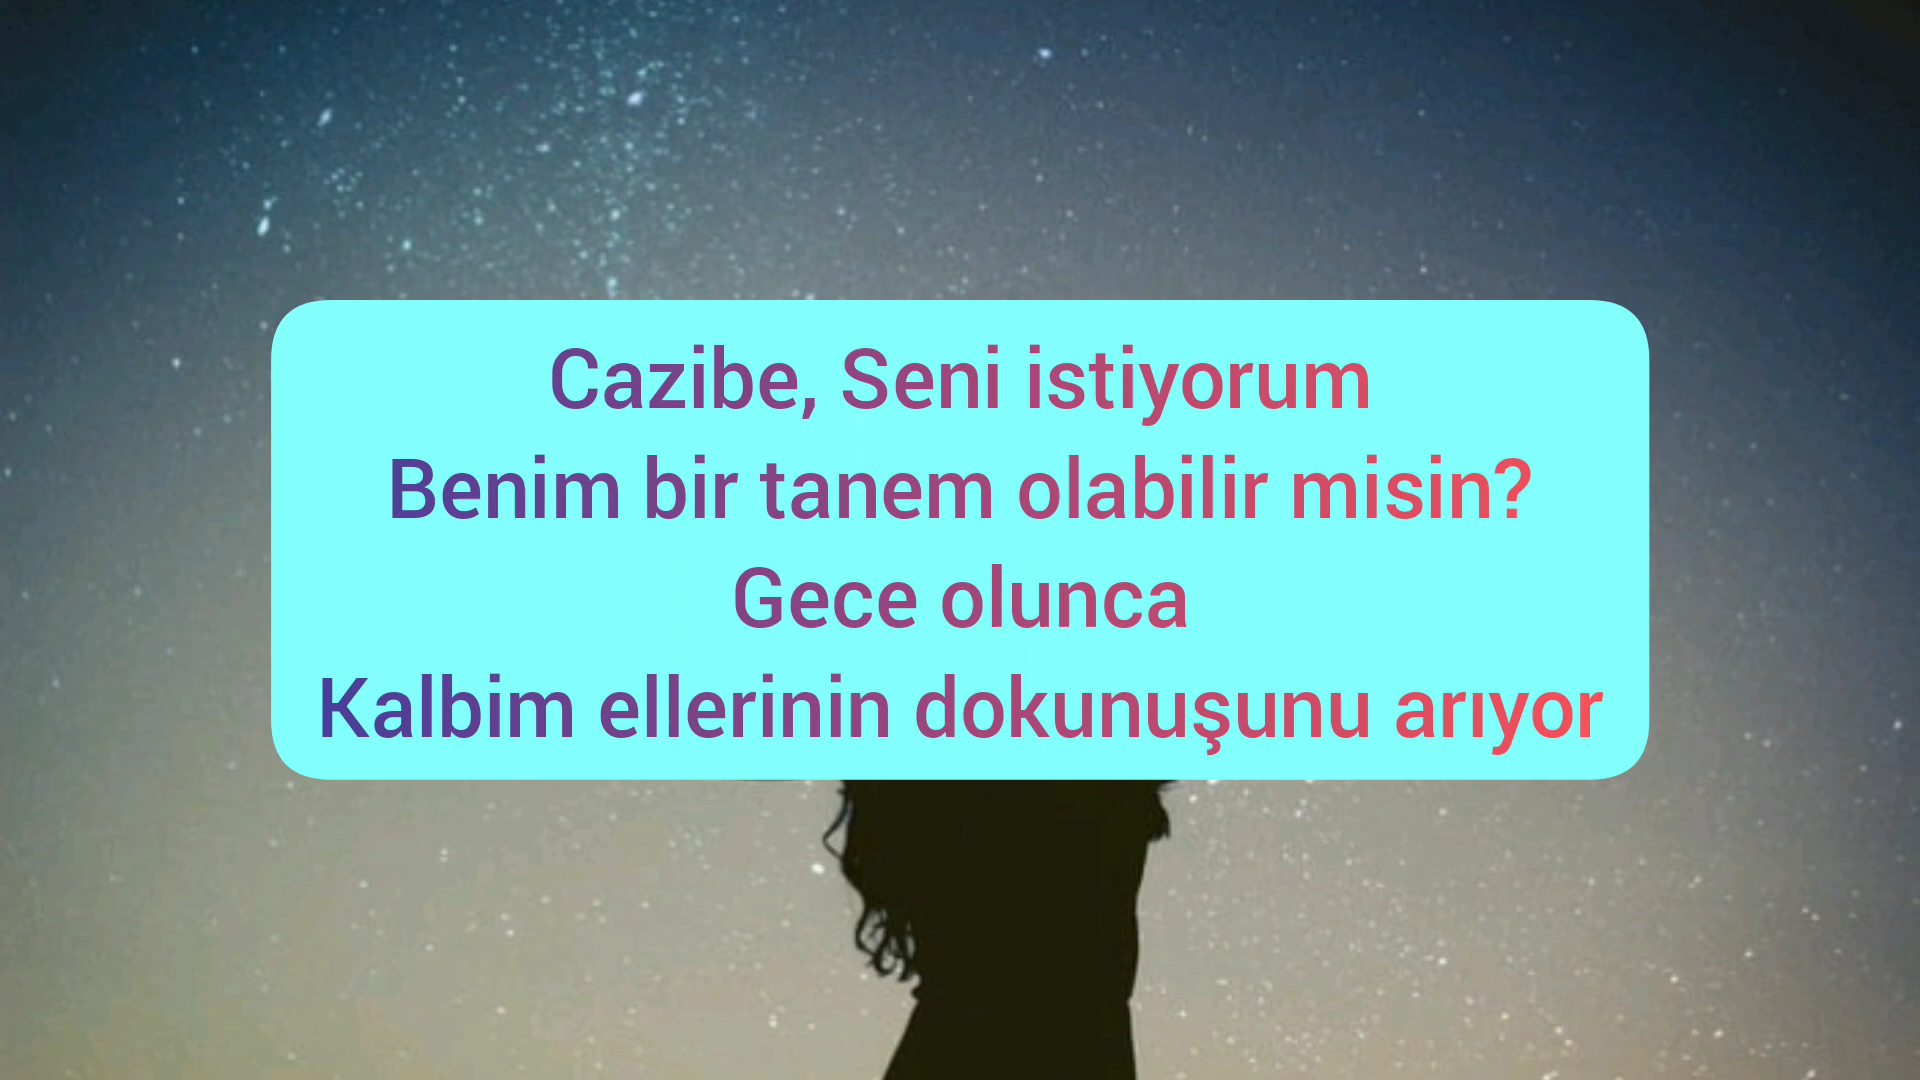 Cazibe, Seni istiyorum
Benim bir tanem olabilir misin?
Gece olunca
Kalbim ellerinin dokunuşunu arıyor